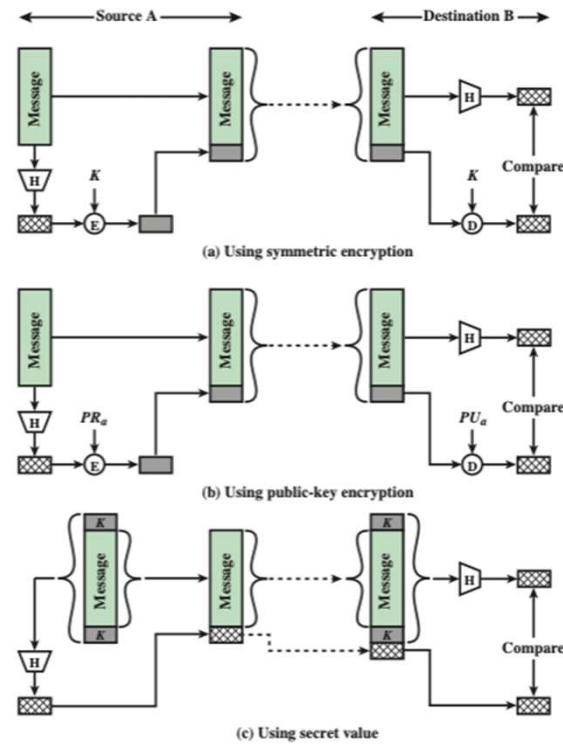 Source A
Destination B
Message
Message
Message
H
Compare
H
K
K
E
D
(a) Using symmetric encryption
Message
Message
Message
H
Compare
H
PRa
PUa
E
D
(b) Using public-key encryption
K
K
Message
Message
Message
H
K
K
Compare
H
(c) Using secret value